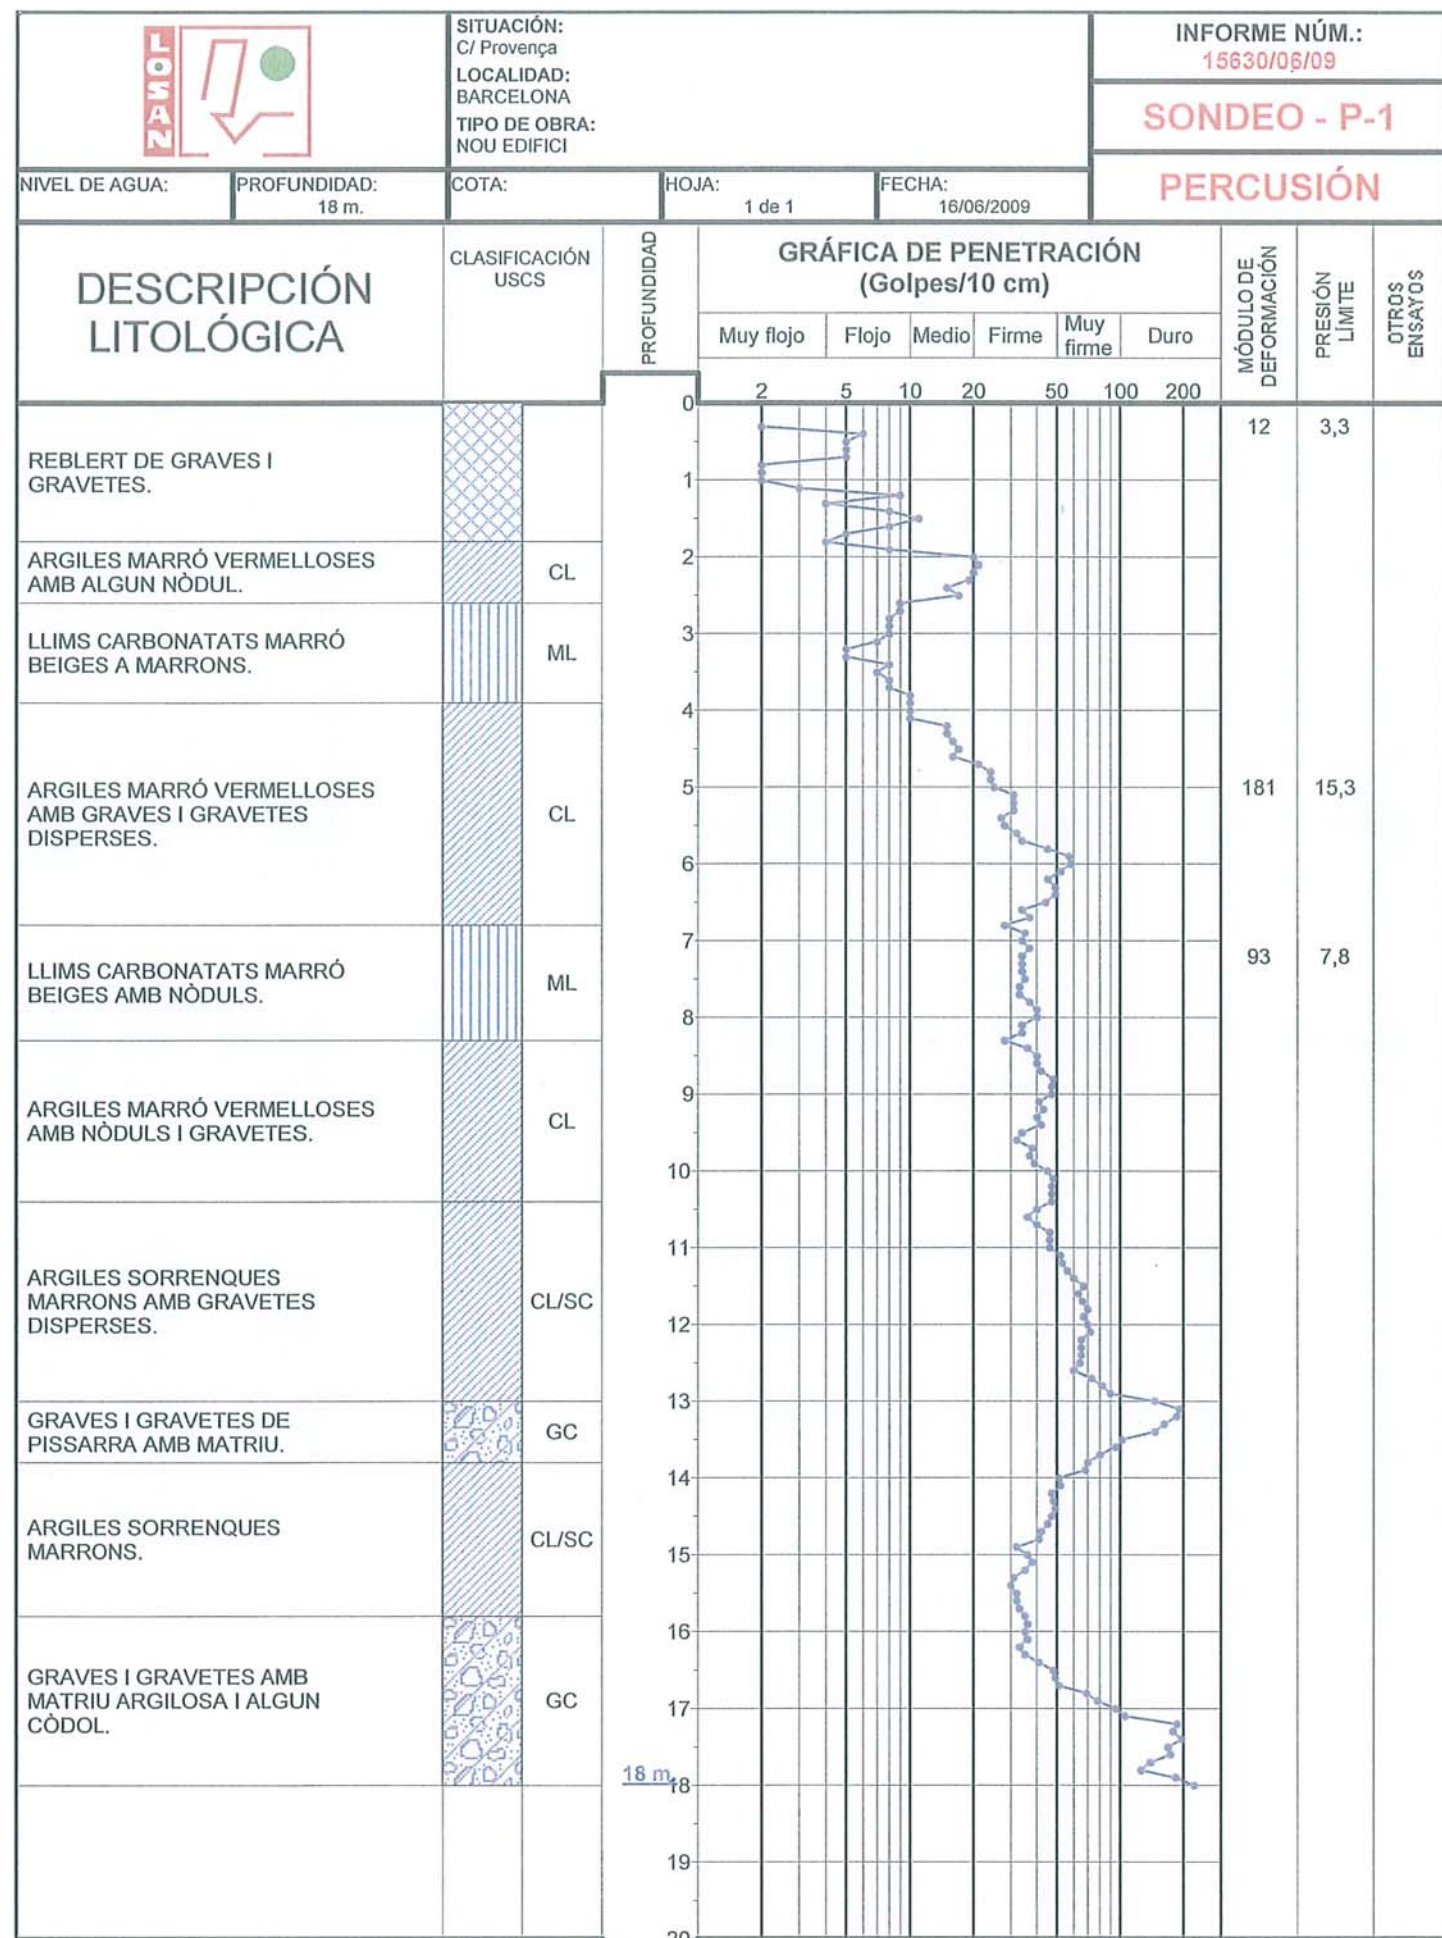 LOSAN
SITUACIÓN:
C/ Provença
LOCALIDAD:
BARCELONA
TIPO DE OBRA:
NOU EDIFICI
INFORME NÚM.:
15630/06/09
SONDEO - P-1
PERCUSIÓN
NIVEL DE AGUA:
PROFUNDIDAD:
18 m.
COTA:
HOJA:
1 de 1
FECHA:
16/06/2009
DESCRIPCIÓN
LITOLÓGICA
CLASIFICACIÓN
USCS
PROFUNDIDAD
GRÁFICA DE PENETRACIÓN
(Golpes/10 cm)
Muy flojo
Flojo
Medio
Firme
Muy
firme
Duro
2 5 10 20 50 100 200
MÓDULO DE
DEFORMACIÓN
PRESIÓN
LÍMITE
OTROS
ENSAYOS
0
12 3,3
REBLERT DE GRAVES I
GRAVETES.
1
ARGILES MARRÓ VERMELLOSES
AMB ALGUN NÒDUL.
CL
2
LLIMS CARBONATATS MARRÓ
BEIGES A MARRONS.
ML
3
4
ARGILES MARRÓ VERMELLOSES
AMB GRAVES I GRAVETES
DISPERSES.
CL
5
181 15,3
6
7
LLIMS CARBONATATS MARRÓ
BEIGES AMB NÒDULS.
ML
93 7,8
8
9
ARGILES MARRÓ VERMELLOSES
AMB NÒDULS I GRAVETES.
CL
10
11
ARGILES SORRENQUES
MARRONS AMB GRAVETES
DISPERSES.
CL/SC
12
13
GRAVES I GRAVETES DE
PISSARRA AMB MATRIU.
GC
14
ARGILES SORRENQUES
MARRONS.
CL/SC
15
16
GRAVES I GRAVETES AMB
MATRIU ARGILOSA I ALGUN
CÒDOL.
GC
17
18 m.
18
19
20